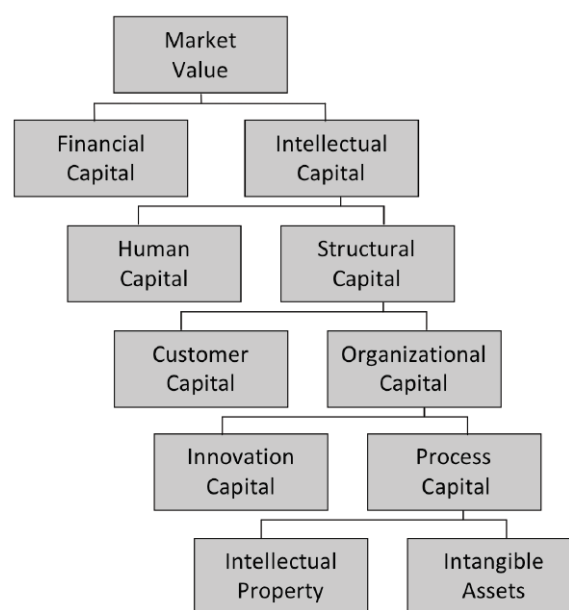 Market
Value
Financial
Capital
Intellectual
Capital
Human
Capital
Structural
Capital
Customer
Capital
Organizational
Capital
Innovation
Capital
Process
Capital
Intellectual
Property
Intangible
Assets